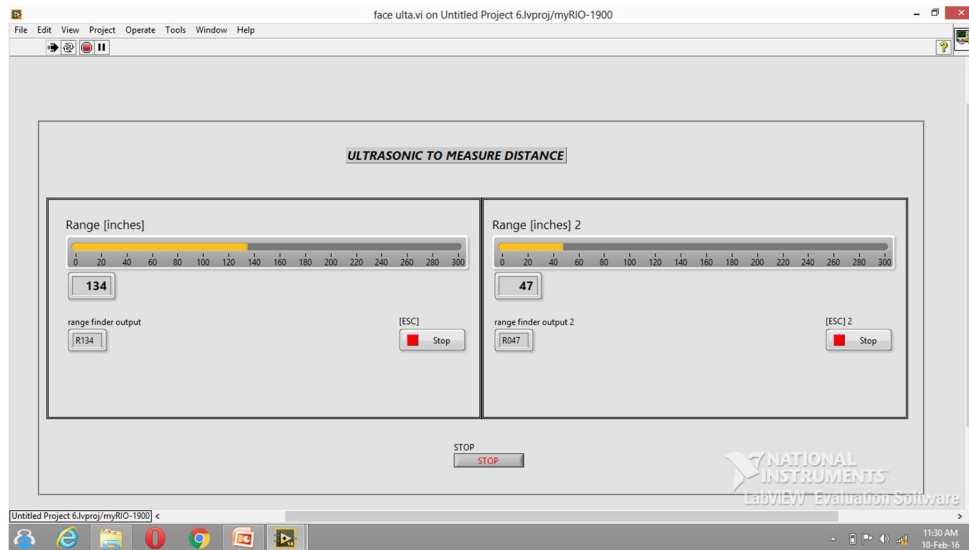 face ulta.vi on Untitled Project 6.lvproj/myRIO-1900
File Edit View Project Operate Tools Window Help
ULTRASONIC TO MEASURE DISTANCE
Range [inches]
0 20 40 60 80 100 120 140 160 180 200 220 240 260 280 300
134
range finder output
R134
[ESC]
Stop
Range [inches] 2
0 20 40 60 80 100 120 140 160 180 200 220 240 260 280 300
47
range finder output 2
R047
[ESC] 2
Stop
STOP
STOP
NATIONAL
INSTRUMENTS
LabVIEW Evaluation Software
Untitled Project 6.lvproj/myRIO-1900
11:30 AM
10-Feb-16